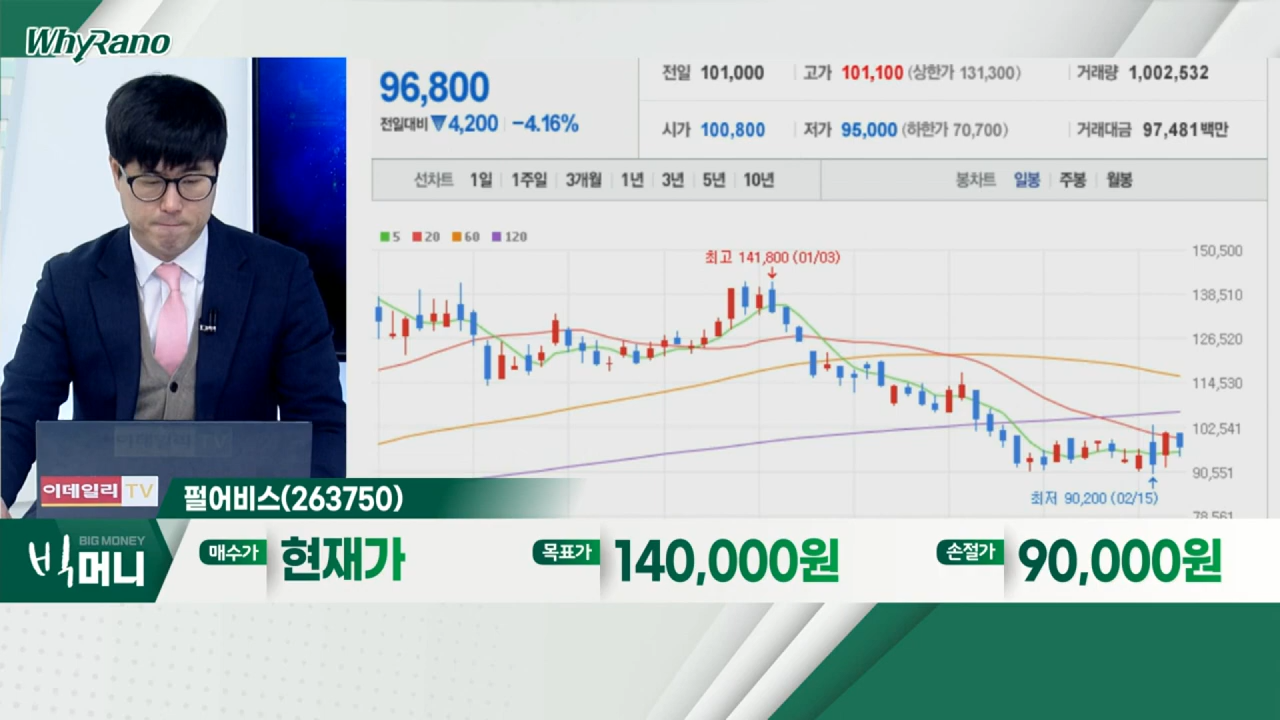 WhyRano
96,800
전일대비 ▼4,200 -4.16%
전일 101,000 고가 101,100 (상한가 131,300) 거래량 1,002,532
시가 100,800 저가 95,000 (하한가 70,700) 거래대금 97,481백만
선차트 1일 1주일 3개월 1년 3년 5년 10년 봉차트 일봉 주봉 월봉
5 20 60 120
최고 141,800 (01/03)
150,500
138,510
126,520
114,530
102,541
90,551
78,561
최저 90,200 (02/15)
이데일리 TV
펄어비스(263750)
BIG MONEY
빅머니
매수가 현재가 목표가 140,000원 손절가 90,000원